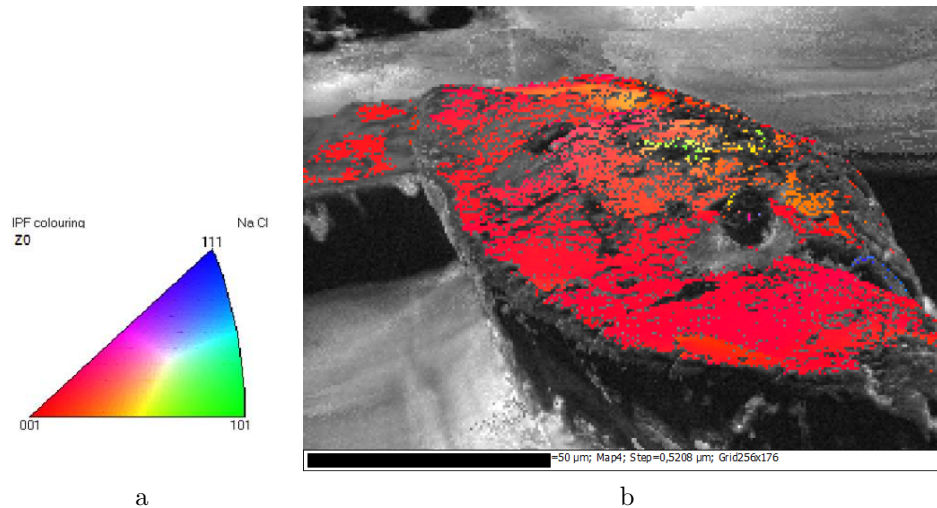 IPF colouring
Na Cl
Z0
111
001
101
=50 µm; Map4; Step=0,5208 µm; Grid256x176
a
b